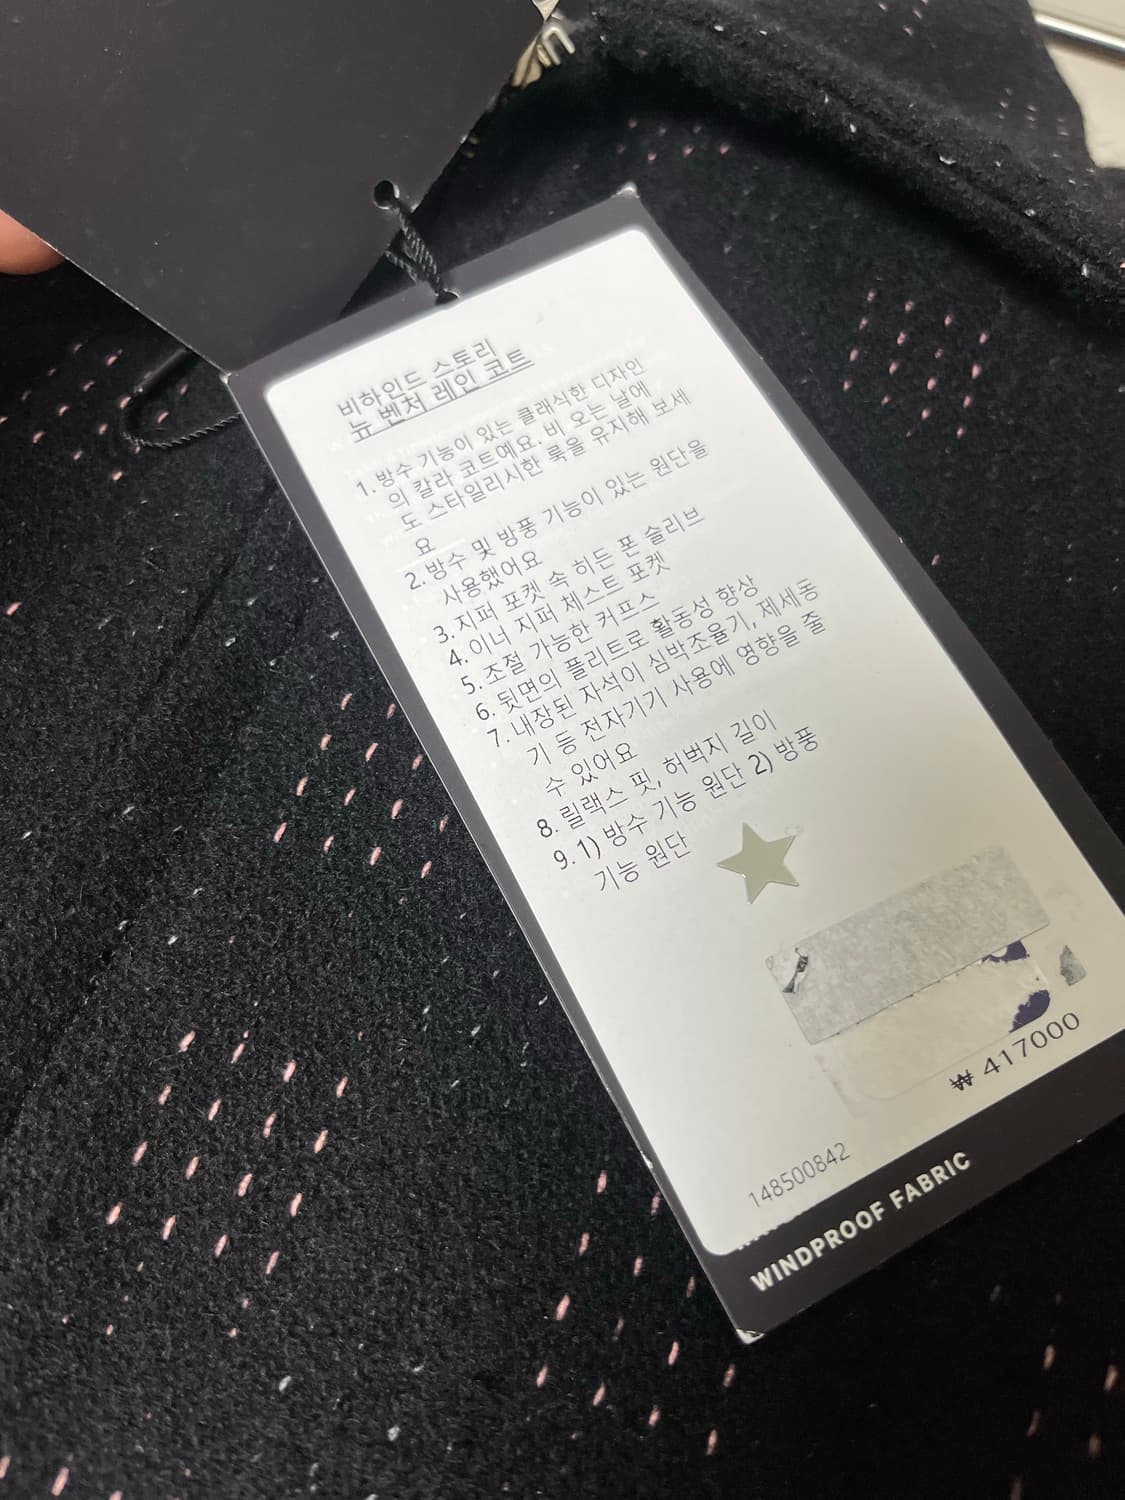 비하인드 스토리
뉴 벤처 레인 코트
1. 방수 기능이 있는 클래식한 디자인
의 칼라 코트예요. 비 오는 날에
도 스타일리시한 룩을 유지해 보세
요
2. 방수 및 방풍 기능이 있는 원단을
사용했어요
3. 지퍼 포켓 속 히든 폰 슬리브
4. 이너 지퍼 체스트 포켓
5. 조절 가능한 커프스
6. 뒷면의 플리트로 활동성 향상
7. 내장된 자석이 심박조율기, 제세동
기 등 전자기기 사용에 영향을 줄
수 있어요
8. 릴랙스 핏, 허벅지 길이
9. 1) 방수 기능 원단 2) 방풍
기능 원단
₩ 417000
148500842
WINDPROOF FABRIC